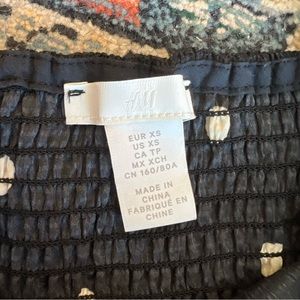 H&M
EUR XS
US XS
CA TP
MX XCH
CN 160/80A
MADE IN
CHINA
FABRIQUÉ EN
CHINE